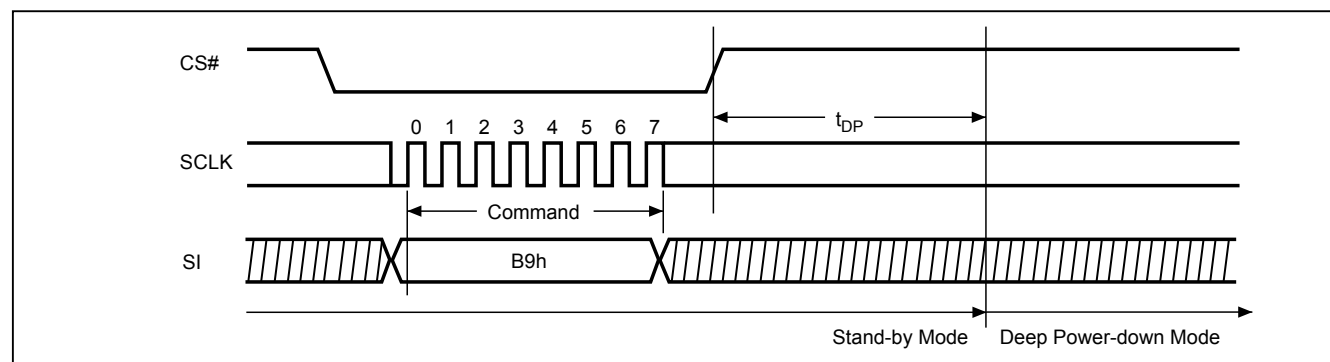 CS#
tDP
0 1 2 3 4 5 6 7
SCLK
Command
SI
B9h
Stand-by Mode
Deep Power-down Mode